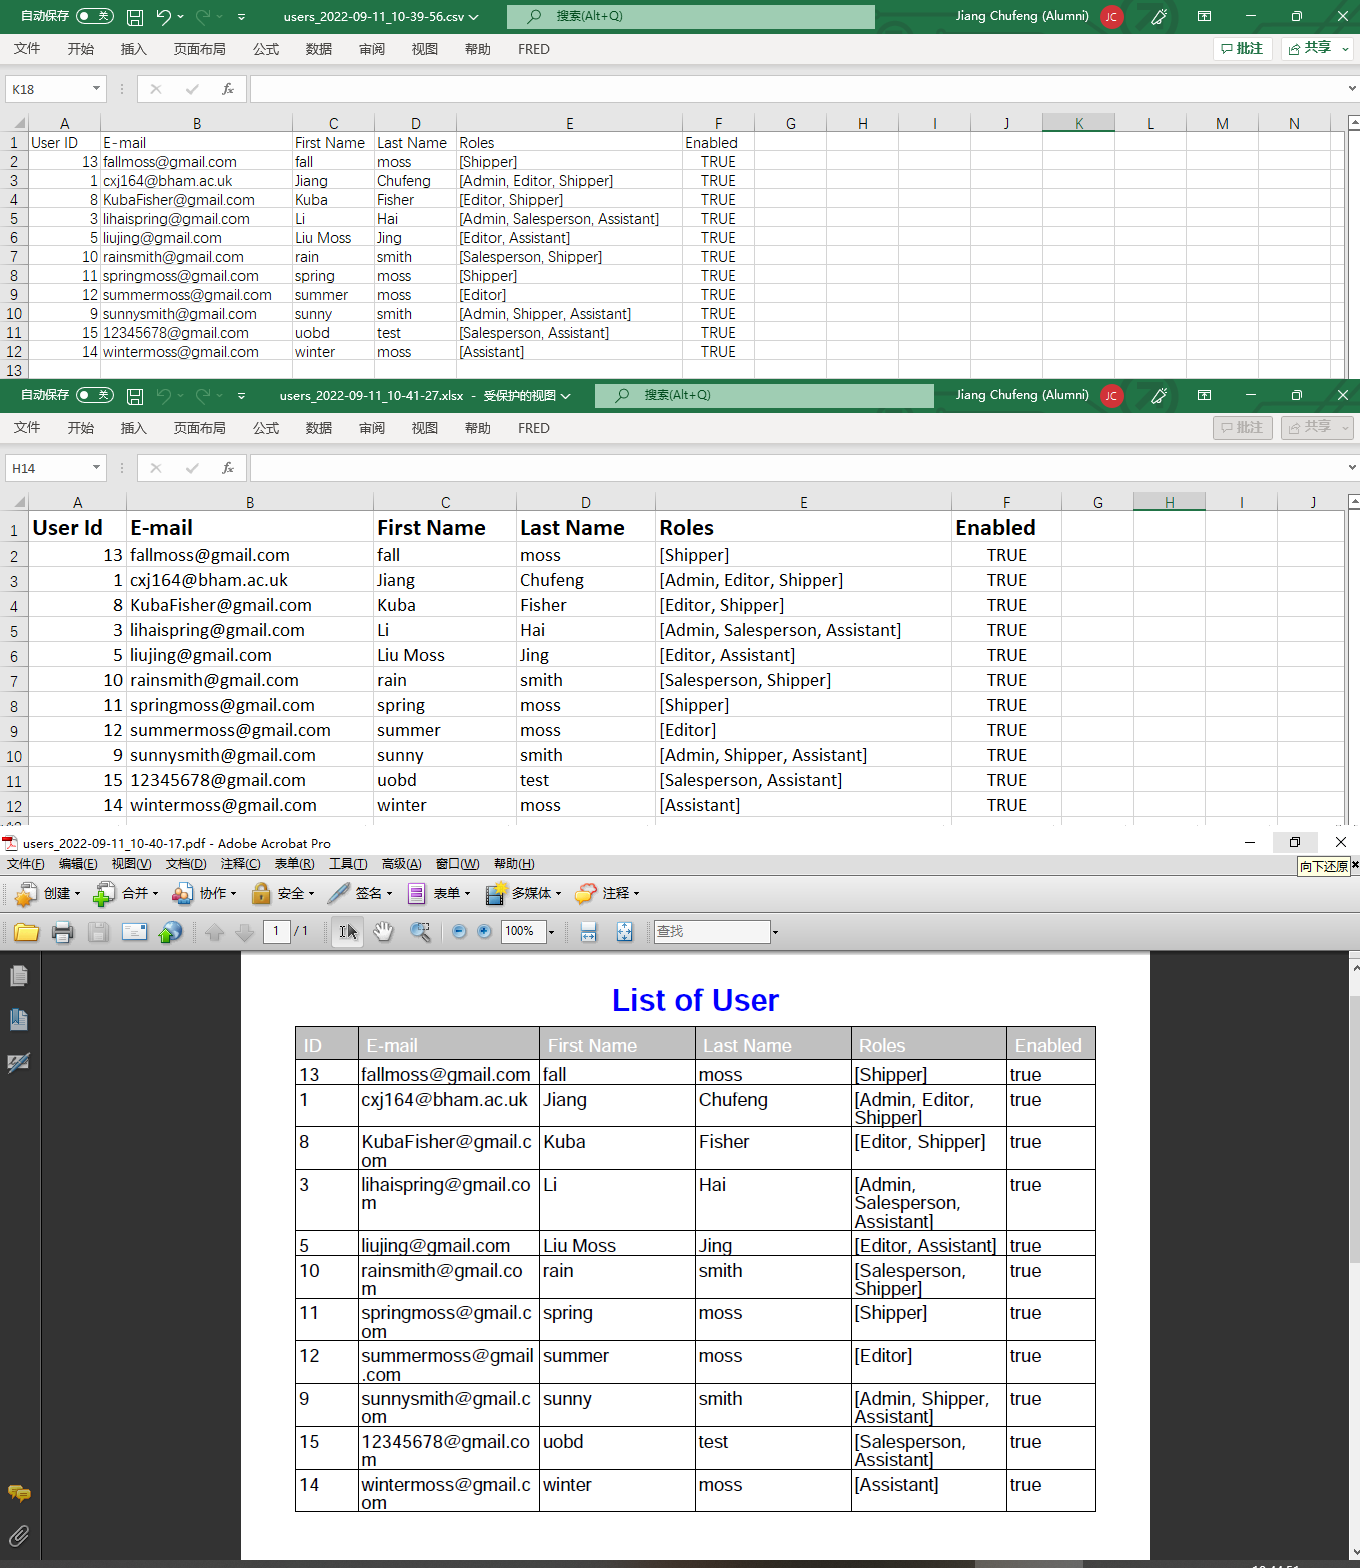 自动保存 关 users_2022-09-11_10-39-56.csv 搜索(Alt+Q) Jiang Chufeng (Alumni) JC
文件 开始 插入 页面布局 公式 数据 审阅 视图 帮助 FRED 批注 共享
K18 fx
A B C D E F G H I J K L M N
1 User ID E-mail First Name Last Name Roles Enabled
2 13 fallmoss@gmail.com fall moss [Shipper] TRUE
3 1 cxj164@bham.ac.uk Jiang Chufeng [Admin, Editor, Shipper] TRUE
4 8 KubaFisher@gmail.com Kuba Fisher [Editor, Shipper] TRUE
5 3 lihaispring@gmail.com Li Hai [Admin, Salesperson, Assistant] TRUE
6 5 liujing@gmail.com Liu Moss Jing [Editor, Assistant] TRUE
7 10 rainsmith@gmail.com rain smith [Salesperson, Shipper] TRUE
8 11 springmoss@gmail.com spring moss [Shipper] TRUE
9 12 summermoss@gmail.com summer moss [Editor] TRUE
10 9 sunnysmith@gmail.com sunny smith [Admin, Shipper, Assistant] TRUE
11 15 12345678@gmail.com uobd test [Salesperson, Assistant] TRUE
12 14 wintermoss@gmail.com winter moss [Assistant] TRUE
13
自动保存 关 users_2022-09-11_10-41-27.xlsx - 受保护的视图 搜索(Alt+Q) Jiang Chufeng (Alumni) JC
文件 开始 插入 页面布局 公式 数据 审阅 视图 帮助 FRED 批注 共享
H14 fx
A B C D E F G H I J
1 User Id E-mail First Name Last Name Roles Enabled
2 13 fallmoss@gmail.com fall moss [Shipper] TRUE
3 1 cxj164@bham.ac.uk Jiang Chufeng [Admin, Editor, Shipper] TRUE
4 8 KubaFisher@gmail.com Kuba Fisher [Editor, Shipper] TRUE
5 3 lihaispring@gmail.com Li Hai [Admin, Salesperson, Assistant] TRUE
6 5 liujing@gmail.com Liu Moss Jing [Editor, Assistant] TRUE
7 10 rainsmith@gmail.com rain smith [Salesperson, Shipper] TRUE
8 11 springmoss@gmail.com spring moss [Shipper] TRUE
9 12 summermoss@gmail.com summer moss [Editor] TRUE
10 9 sunnysmith@gmail.com sunny smith [Admin, Shipper, Assistant] TRUE
11 15 12345678@gmail.com uobd test [Salesperson, Assistant] TRUE
12 14 wintermoss@gmail.com winter moss [Assistant] TRUE
users_2022-09-11_10-40-17.pdf - Adobe Acrobat Pro
文件(F) 编辑(E) 视图(V) 文档(D) 注释(C) 表单(R) 工具(T) 高级(A) 窗口(W) 帮助(H) 向下还原
创建 合并 协作 安全 签名 表单 多媒体 注释
1 / 1 100% 查找
List of User
ID E-mail First Name Last Name Roles Enabled
13 fallmoss@gmail.com fall moss [Shipper] true
1 cxj164@bham.ac.uk Jiang Chufeng [Admin, Editor, true
Shipper]
8 KubaFisher@gmail.c Kuba Fisher [Editor, Shipper] true
om
3 lihaispring@gmail.co Li Hai [Admin, true
m Salesperson,
Assistant]
5 liujing@gmail.com Liu Moss Jing [Editor, Assistant] true
10 rainsmith@gmail.co rain smith [Salesperson, true
m Shipper]
11 springmoss@gmail.c spring moss [Shipper] true
om
12 summermoss@gmail summer moss [Editor] true
.com
9 sunnysmith@gmail.c sunny smith [Admin, Shipper, true
om Assistant]
15 12345678@gmail.co uobd test [Salesperson, true
m Assistant]
14 wintermoss@gmail.c winter moss [Assistant] true
om